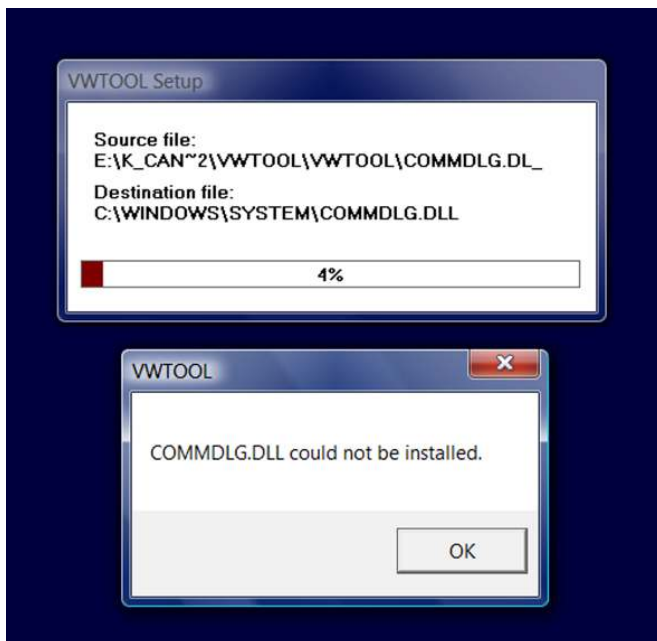 VWTOOL Setup
Source file:
E:\K_CAN~2\VWTOOL\VWTOOL\COMMDLG.DL_
Destination file:
C:\WINDOWS\SYSTEM\COMMDLG.DLL
4%
VWTOOL
COMMDLG.DLL could not be installed.
OK